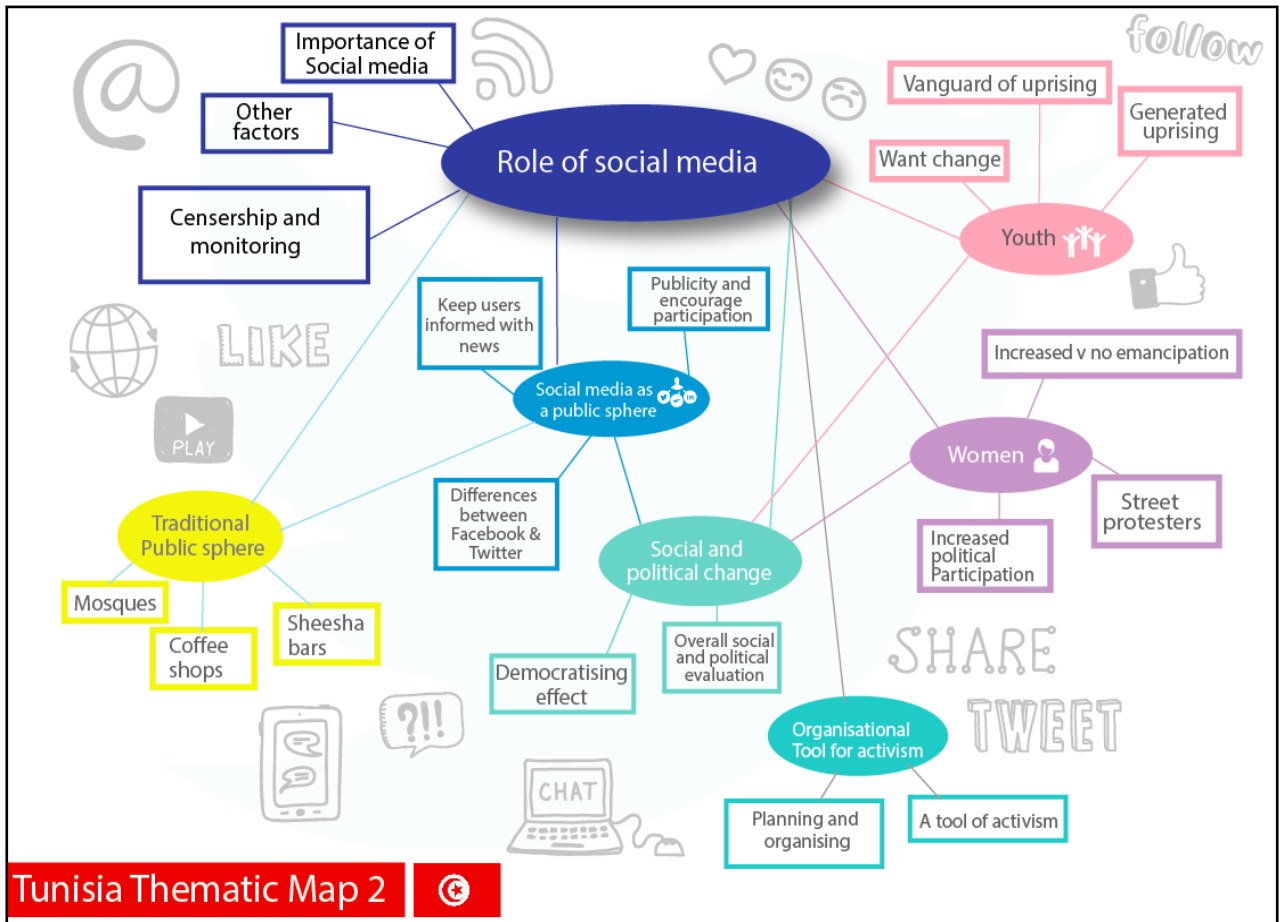 follow
Importance of
Social media
Other
factors
Censership and
monitoring
Role of social media
Vanguard of uprising
Generated
uprising
Want change
Youth
Keep users
informed with
news
Publicity and
encourage
participation
LIKE
PLAY
Social media as
a public sphere
in
Increased v no emancipation
Women
Street
protesters
Increased
political
Participation
Differences
between
Facebook &
Twitter
Traditional
Public sphere
Mosques
Coffee
shops
Sheesha
bars
Social and
political change
Democratising
effect
Overall social
and political
evaluation
SHARE
TWEET
Organisational
Tool for activism
Planning and
organising
A tool of activism
?!!
CHAT
Tunisia Thematic Map 2